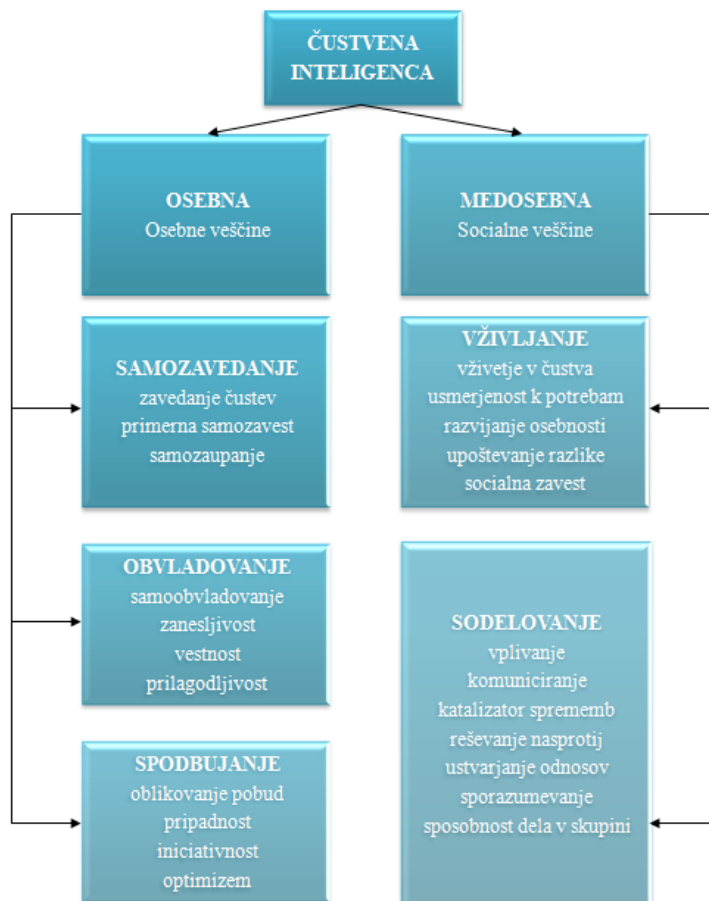 ČUSTVENA
INTELIGENCA
OSEBNA
Osebne veščine
MEDOSEBNA
Socialne veščine
SAMOZAVEDANJE
zavedanje čustev
primerna samozavest
samozaupanje
VŽIVLJANJE
vživetje v čustva
usmerjenost k potrebam
razvijanje osebnosti
upoštevanje razlike
socialna zavest
OBVLADOVANJE
samoobvladovanje
zanesljivost
vestnost
prilagodljivost
SODELOVANJE
vplivanje
komuniciranje
katalizator sprememb
reševanje nasprotij
ustvarjanje odnosov
sporazumevanje
sposobnost dela v skupini
SPODBUJANJE
oblikovanje pobud
pripadnost
iniciativnost
optimizem